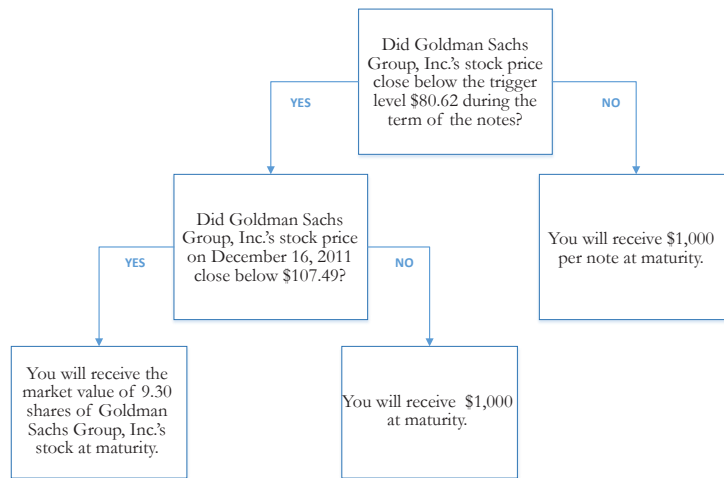 Did Goldman Sachs
Group, Inc.'s stock price
close below the trigger
level $80.62 during the
term of the notes?
YES
NO
Did Goldman Sachs
Group, Inc.'s stock price
on December 16, 2011
close below $107.49?
You will receive $1,000
per note at maturity.
YES
NO
You will receive the
market value of 9.30
shares of Goldman
Sachs Group, Inc.'s
stock at maturity.
You will receive $1,000
at maturity.